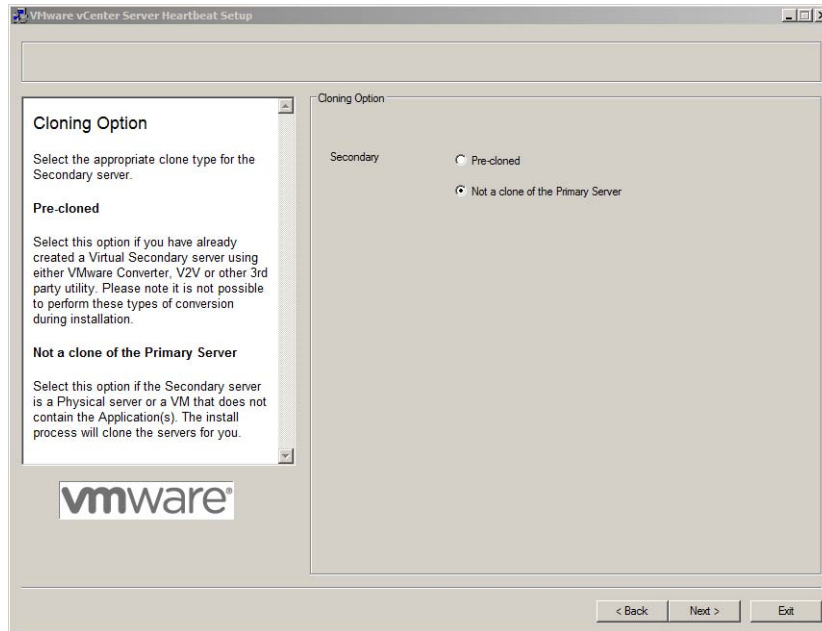 VMware vCenter Server Heartbeat Setup
Cloning Option
Select the appropriate clone type for the
Secondary server.
Pre-cloned
Select this option if you have already
created a Virtual Secondary server using
either VMware Converter, V2V or other 3rd
party utility. Please note it is not possible
to perform these types of conversion
during installation.
Not a clone of the Primary Server
Select this option if the Secondary server
is a Physical server or a VM that does not
contain the Application(s). The install
process will clone the servers for you.
vmware®
Cloning Option
Secondary
Pre-cloned
Not a clone of the Primary Server
< Back
Next >
Exit